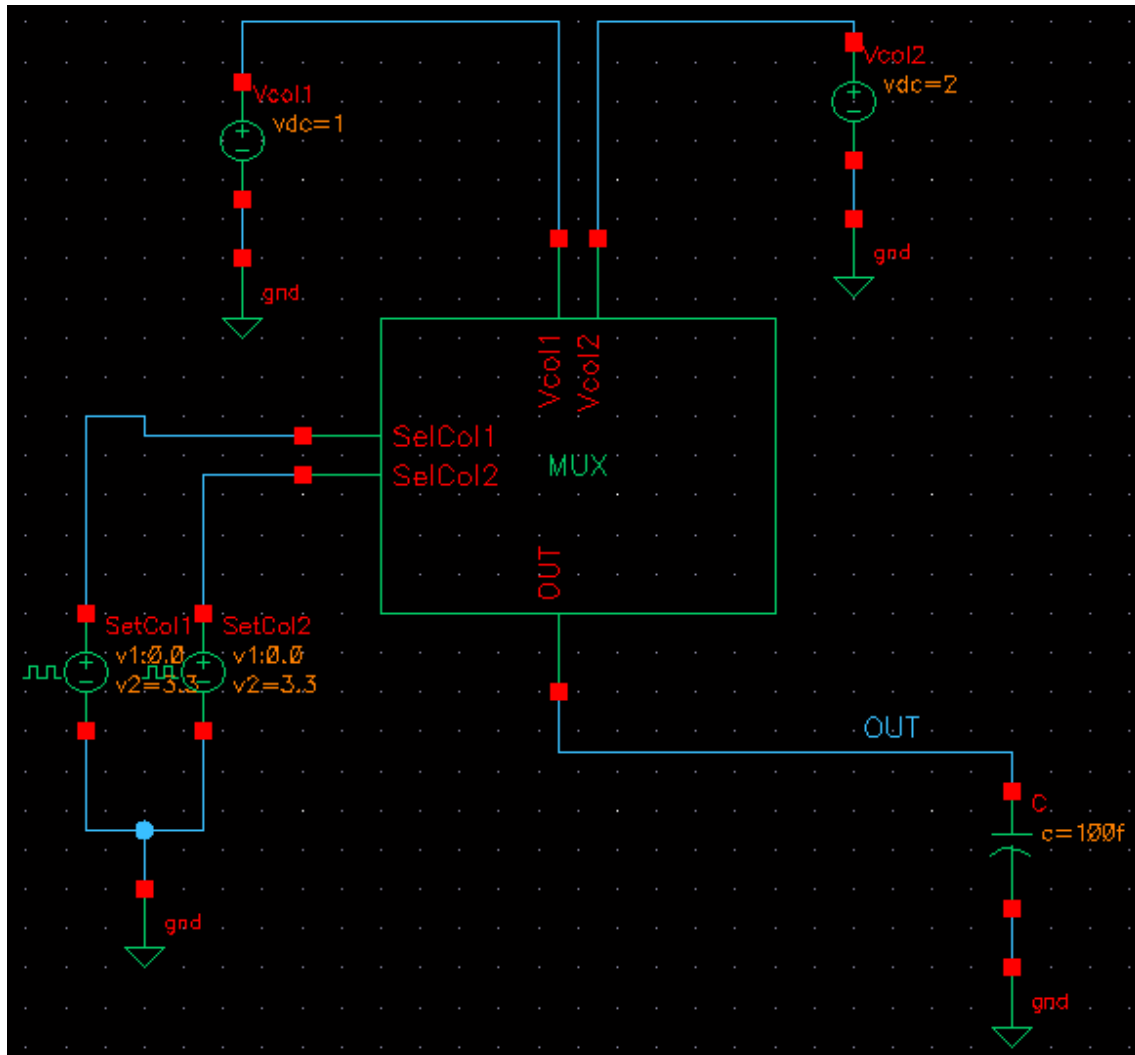 Vcol1
vdc=1
gnd
Vcol2
vdc=2
gnd
Vcol1
Vcol2
SelCol1
SelCol2
MUX
OUT
SetCol1
v1:0.0
v2=3.3
SetCol2
v1:0.0
v2=3.3
gnd
OUT
C
c=100f
gnd